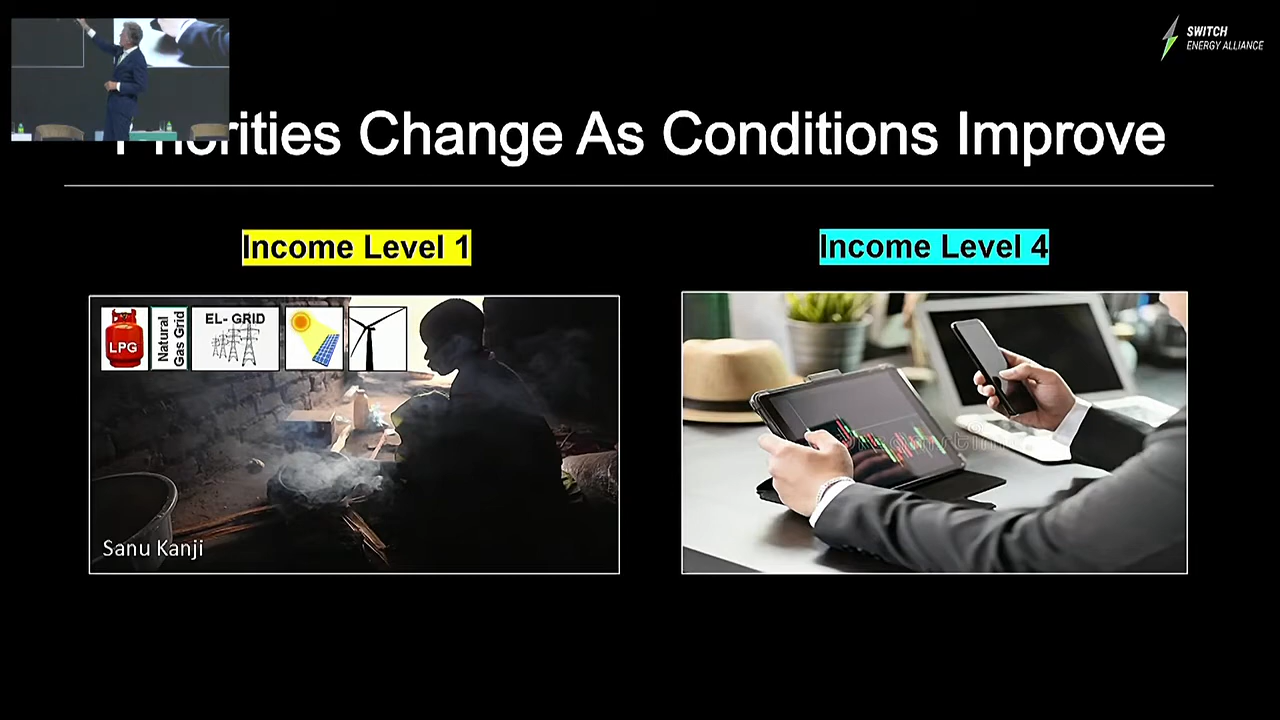 SWITCH
ENERGY ALLIANCE
Priorities Change As Conditions Improve
Income Level 1
Income Level 4
LPG
Natural
Gas Grid
EL- GRID
Sanu Kanji
dreamstime